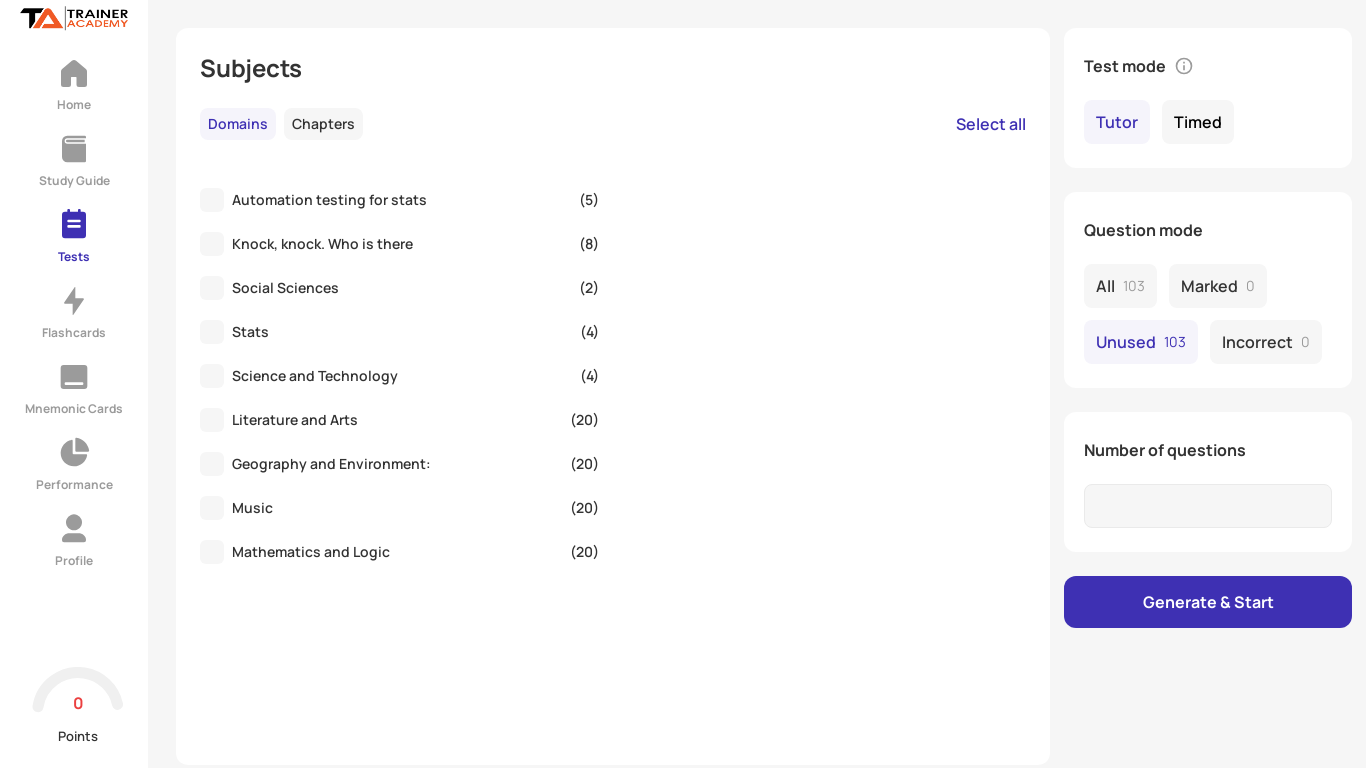 TA TRAINER
ACADEMY
Home
Study Guide
Tests
Flashcards
Mnemonic Cards
Performance
Profile
0
Points
Subjects
Domains Chapters Select all
Automation testing for stats (5)
Knock, knock. Who is there (8)
Social Sciences (2)
Stats (4)
Science and Technology (4)
Literature and Arts (20)
Geography and Environment: (20)
Music (20)
Mathematics and Logic (20)
Test mode
Tutor Timed
Question mode
All 103 Marked 0
Unused 103 Incorrect 0
Number of questions
Generate & Start